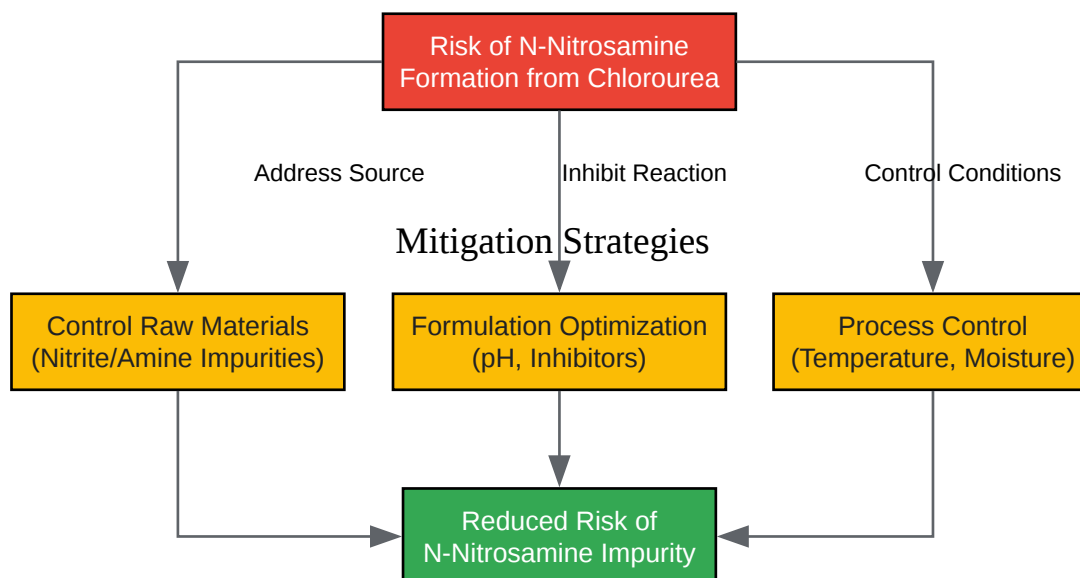 Risk of N-Nitrosamine
Formation from Chlorourea
Address Source
Inhibit Reaction
Control Conditions
Mitigation Strategies
Control Raw Materials
(Nitrite/Amine Impurities)
Formulation Optimization
(pH, Inhibitors)
Process Control
(Temperature, Moisture)
Reduced Risk of
N-Nitrosamine Impurity